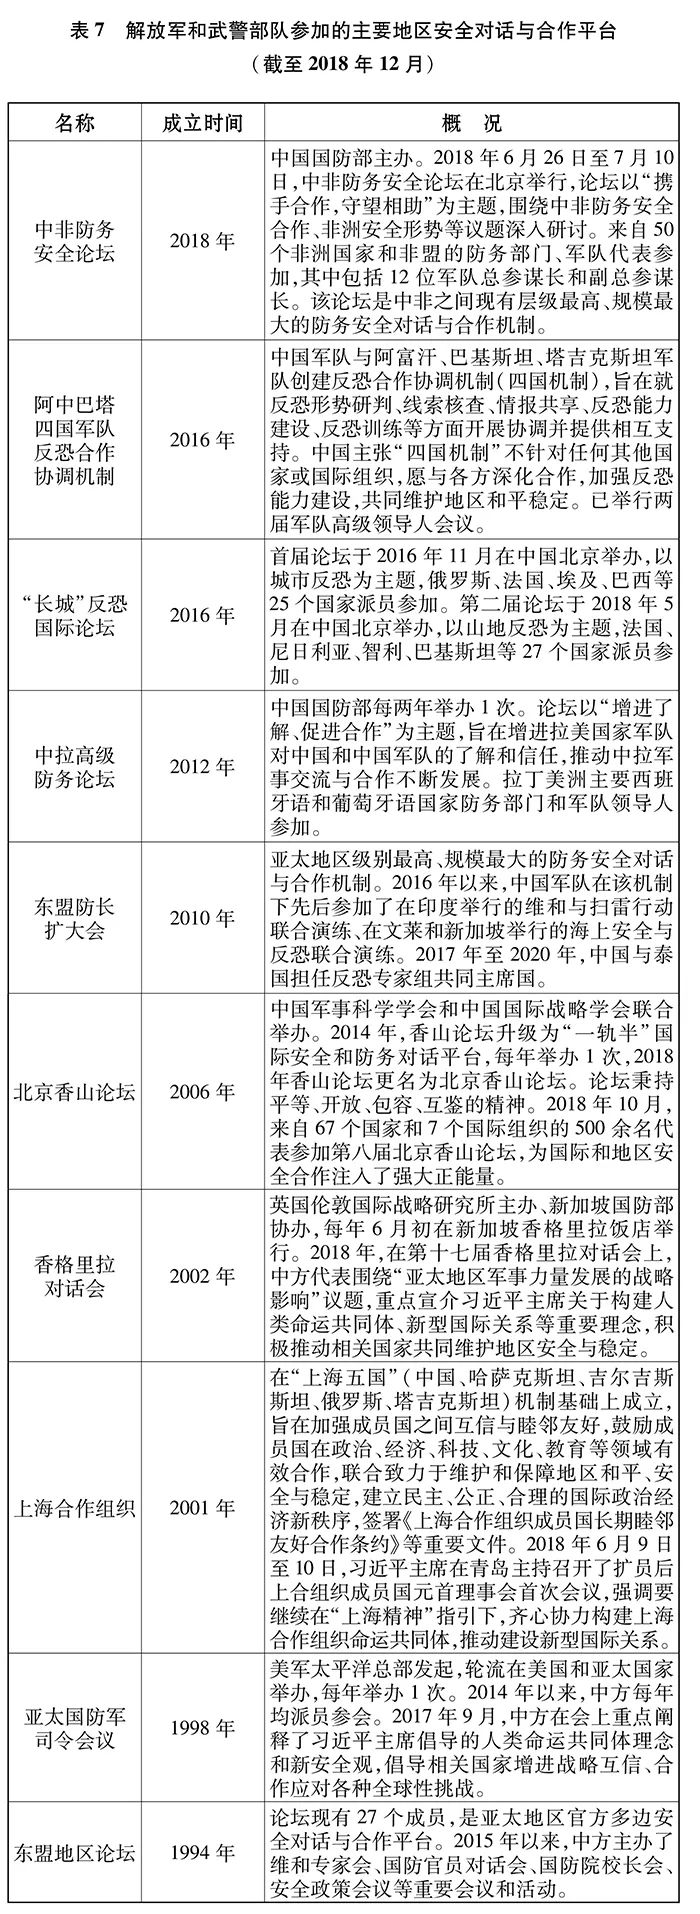 表 7　解放军和武警部队参加的主要地区安全对话与合作平台
（截至 2018 年 12 月）
名称
成立时间
概　况
中非防务
安全论坛
2018 年
中国国防部主办。2018 年 6 月 26 日至 7 月 10
日，中非防务安全论坛在北京举行，论坛以“携
手合作，守望相助”为主题，围绕中非防务安全
合作、非洲安全形势等议题深入研讨。来自 50
个非洲国家和非盟的防务部门、军队代表参
加，其中包括 12 位军队总参谋长和副总参谋
长。该论坛是中非之间现有层级最高、规模最
大的防务安全对话与合作机制。
阿中巴塔
四国军队
反恐合作
协调机制
2016 年
中国军队与阿富汗、巴基斯坦、塔吉克斯坦军
队创建反恐合作协调机制（四国机制），旨在就
反恐形势研判、线索核查、情报共享、反恐能力
建设、反恐训练等方面开展协调并提供相互支
持。中国主张“四国机制”不针对任何其他国
家或国际组织，愿与各方深化合作，加强反恐
能力建设，共同维护地区和平稳定。已举行两
届军队高级领导人会议。
“长城”反恐
国际论坛
2016 年
首届论坛于 2016 年 11 月在中国北京举办，以
城市反恐为主题，俄罗斯、法国、埃及、巴西等
25 个国家派员参加。第二届论坛于 2018 年 5
月在中国北京举办，以山地反恐为主题，法国、
尼日利亚、智利、巴基斯坦等 27 个国家派员参
加。
中拉高级
防务论坛
2012 年
中国国防部每两年举办 1 次。论坛以“增进了
解、促进合作”为主题，旨在增进拉美国家军队
对中国和中国军队的了解和信任，推动中拉军
事交流与合作不断发展。拉丁美洲主要西班
牙语和葡萄牙语国家防务部门和军队领导人
参加。
东盟防长
扩大会
2010 年
亚太地区级别最高、规模最大的防务安全对话
与合作机制。2016 年以来，中国军队在该机制
下先后参加了在印度举行的维和与扫雷行动
联合演练、在文莱和新加坡举行的海上安全与
反恐联合演练。2017 年至 2020 年，中国与泰
国担任反恐专家组共同主席国。
北京香山论坛
2006 年
中国军事科学学会和中国国际战略学会联合
举办。2014 年，香山论坛升级为“一轨半”国
际安全和防务对话平台，每年举办 1 次，2018
年香山论坛更名为北京香山论坛。论坛秉持
平等、开放、包容、互鉴的精神。2018 年 10 月，
来自 67 个国家和 7 个国际组织的 500 余名代
表参加第八届北京香山论坛，为国际和地区安
全合作注入了强大正能量。
香格里拉
对话会
2002 年
英国伦敦国际战略研究所主办、新加坡国防部
协办，每年 6 月初在新加坡香格里拉饭店举
行。2018 年，在第十七届香格里拉对话会上，
中方代表围绕“亚太地区军事力量发展的战略
影响”议题，重点宣介习近平主席关于构建人
类命运共同体、新型国际关系等重要理念，积
极推动相关国家共同维护地区安全与稳定。
上海合作组织
2001 年
在“上海五国”（中国、哈萨克斯坦、吉尔吉斯
斯坦、俄罗斯、塔吉克斯坦）机制基础上成立，
旨在加强成员国之间互信与睦邻友好，鼓励成
员国在政治、经济、科技、文化、教育等领域有
效合作，联合致力于维护和保障地区和平、安
全与稳定，建立民主、公正、合理的国际政治经
济新秩序，签署《上海合作组织成员国长期睦邻
友好合作条约》等重要文件。2018 年 6 月 9 日
至 10 日，习近平主席在青岛主持召开了扩员后
上合组织成员国元首理事会首次会议，强调要
继续在“上海精神”指引下，齐心协力构建上海
合作组织命运共同体，推动建设新型国际关系。
亚太国防军
司令会议
1998 年
美军太平洋总部发起，轮流在美国和亚太国家
举办，每年举办 1 次。2014 年以来，中方每年
均派员参会。2017 年 9 月，中方在会上重点阐
释了习近平主席倡导的人类命运共同体理念
和新安全观，倡导相关国家增进战略互信、合
作应对各种全球性挑战。
东盟地区论坛
1994 年
论坛现有 27 个成员，是亚太地区官方多边安
全对话与合作平台。2015 年以来，中方主办了
维和专家会、国防官员对话会、国防院校长会、
安全政策会议等重要会议和活动。